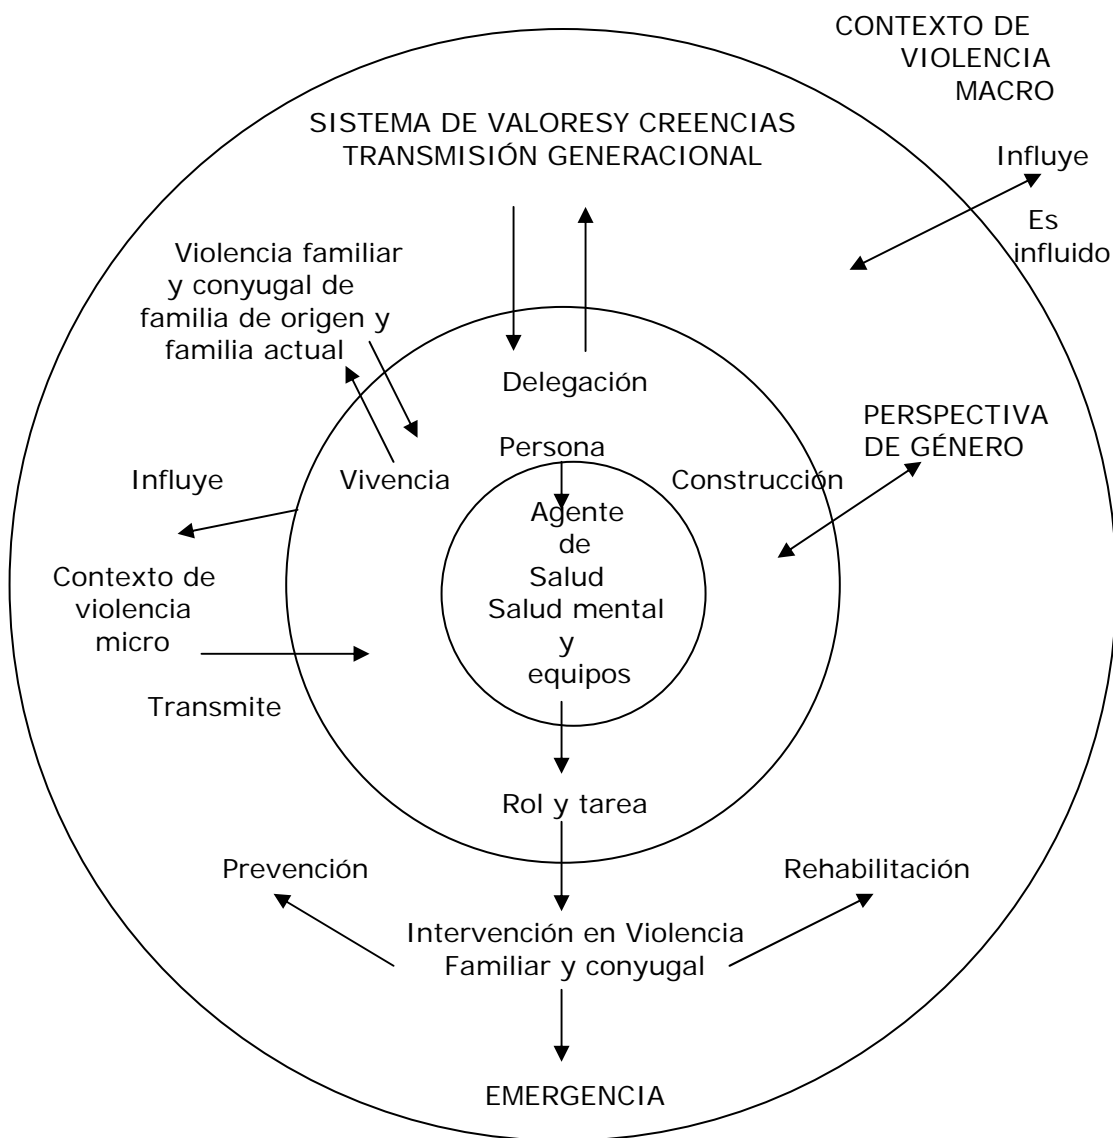 CONTEXTO DE
VIOLENCIA
MACRO
SISTEMA DE VALORESY CREENCIAS
TRANSMISIÓN GENERACIONAL
Influye
Es
influido
Violencia familiar
y conyugal de
familia de origen y
familia actual
Delegación
PERSPECTIVA
DE GÉNERO
Persona
Influye
Vivencia
Construcción
Agente
de
Salud
Salud mental
y
equipos
Contexto de
violencia
micro
Transmite
Rol y tarea
Prevención
Rehabilitación
Intervención en Violencia
Familiar y conyugal
EMERGENCIA